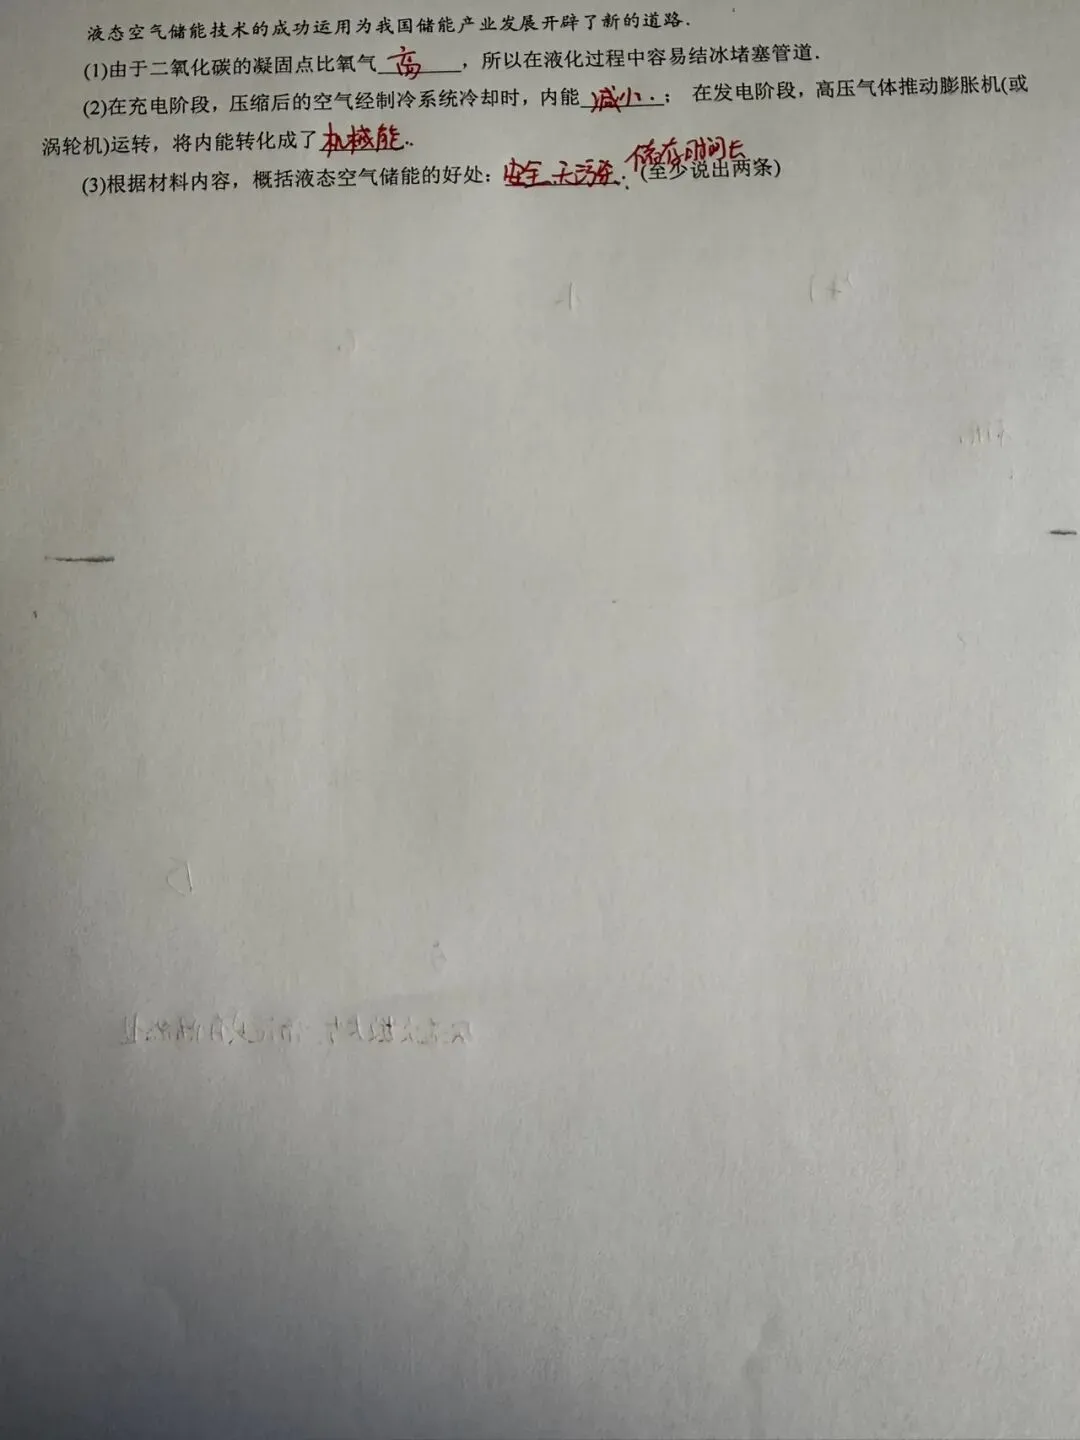 液态空气储能技术的成功运用为我国储能产业发展开辟了新的道路.
(1)由于二氧化碳的凝固点比氧气 高 ，所以在液化过程中容易结冰堵塞管道.
(2)在充电阶段，压缩后的空气经制冷系统冷却时，内能 减小. ； 在发电阶段，高压气体推动膨胀机(或
涡轮机)运转，将内能转化成了 机械能..
储存时间长
(3)根据材料内容，概括液态空气储能的好处： 安全 无污染. (至少说出两条)